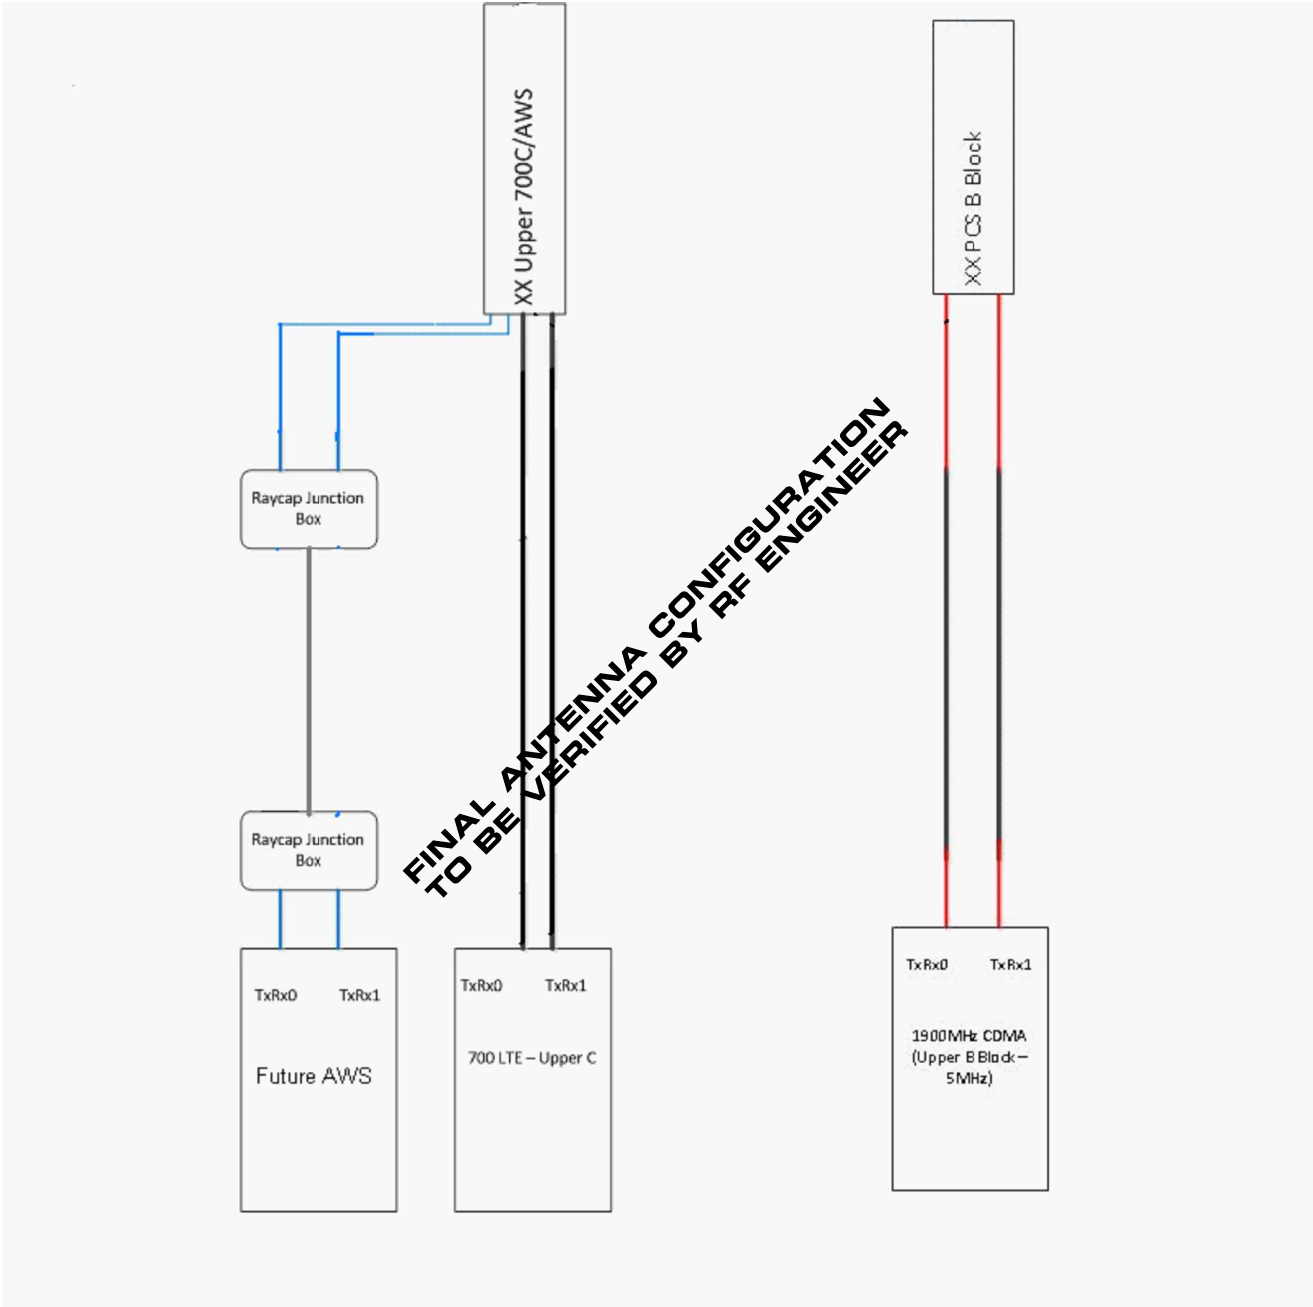 XX Upper 700C/AWS
XX PCS B Block
Raycap Junction
Box
FINAL ANTENNA CONFIGURATION
TO BE VERIFIED BY RF ENGINEER
Raycap Junction
Box
TxRx0 TxRx1
Future AWS
TxRx0 TxRx1
700 LTE – Upper C
TxRx0 TxRx1
1900MHz CDMA
(Upper B Block –
5MHz)